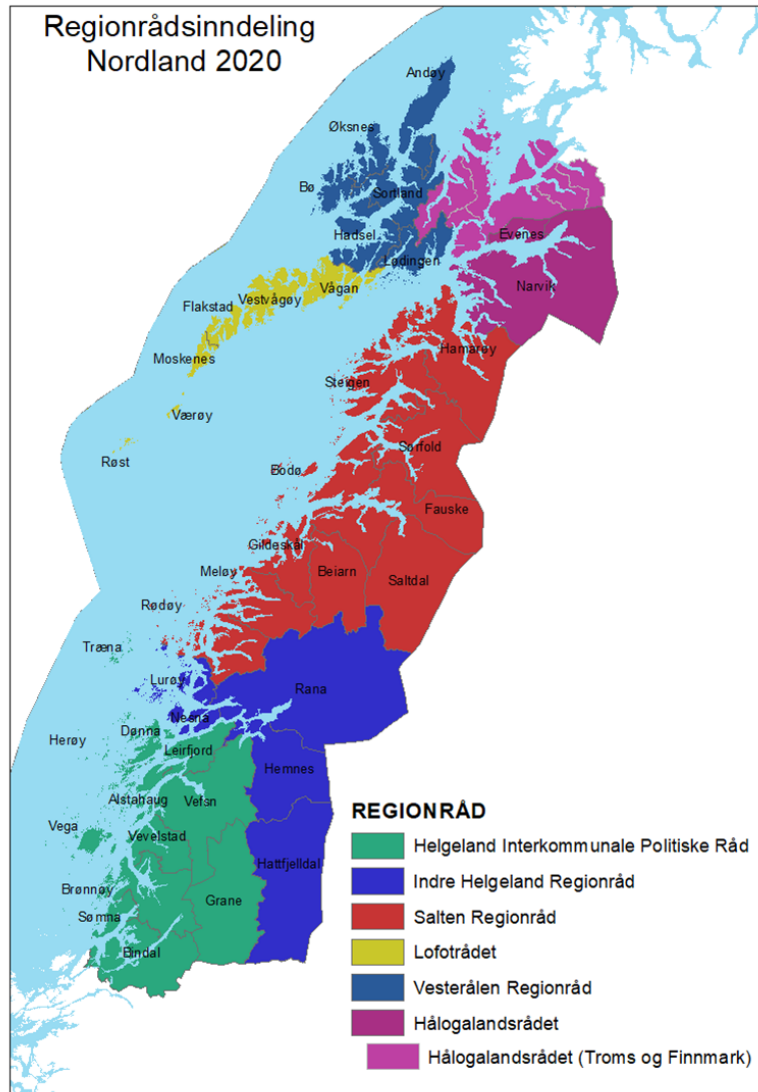 Regionrådsinndeling
Nordland 2020
Andøy
Øksnes
Bø
Sortland
Hadsel
Evenes
Lødingen
Narvik
Vågan
Vestvågøy
Flakstad
Hamarøy
Moskenes
Steigen
Værøy
Sørfold
Røst
Bodø
Fauske
Gildeskål
Meløy
Beiarn
Saltdal
Rødøy
Træna
Lurøy
Rana
Nesna
Dønna
Herøy
Leirfjord
Hemnes
Alstahaug
Vefsn
Vega
Vevelstad
Hattfjelldal
Brønnøy
Grane
Sømna
Bindal
REGIONRÅD
Helgeland Interkommunale Politiske Råd
Indre Helgeland Regionråd
Salten Regionråd
Lofotrådet
Vesterålen Regionråd
Hålogalandsrådet
Hålogalandsrådet (Troms og Finnmark)